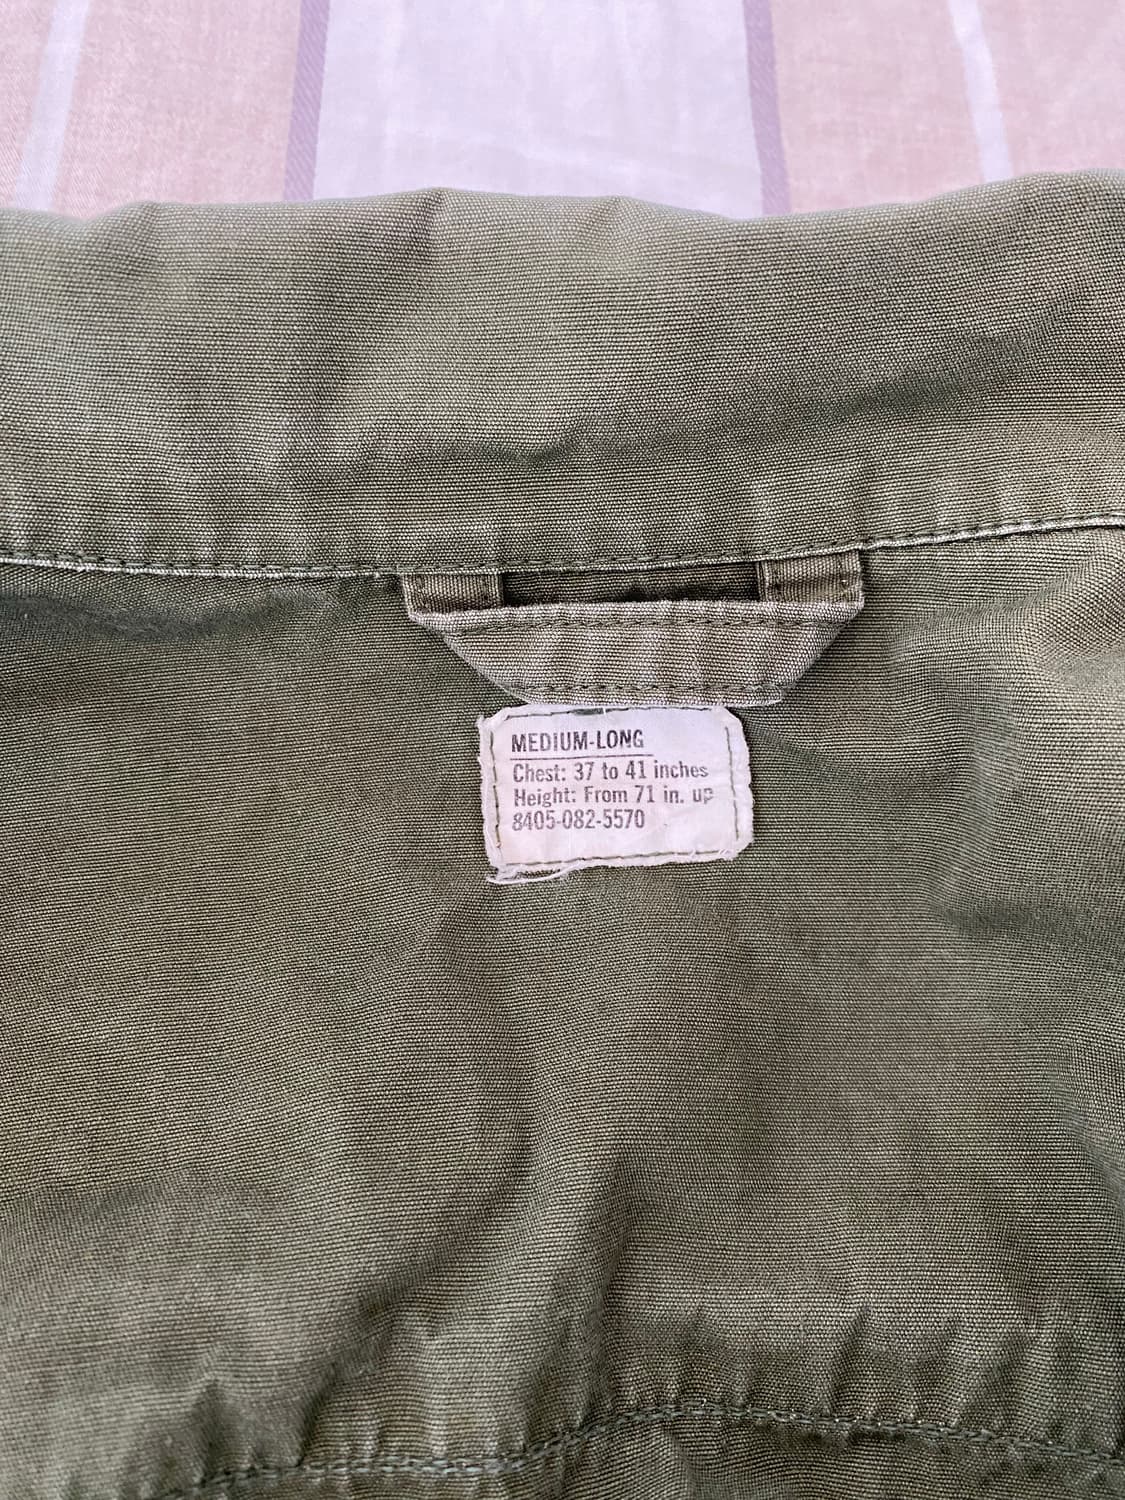 MEDIUM-LONG
Chest: 37 to 41 inches
Height: From 71 in. up
8405-082-5570